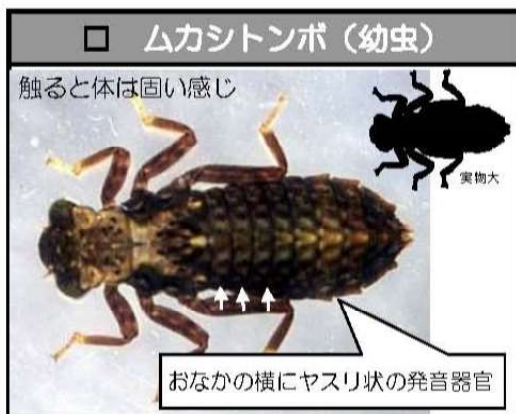 □ ムカシトンボ（幼虫）
触ると体は固い感じ
実物大
おなかの横にヤスリ状の発音器官